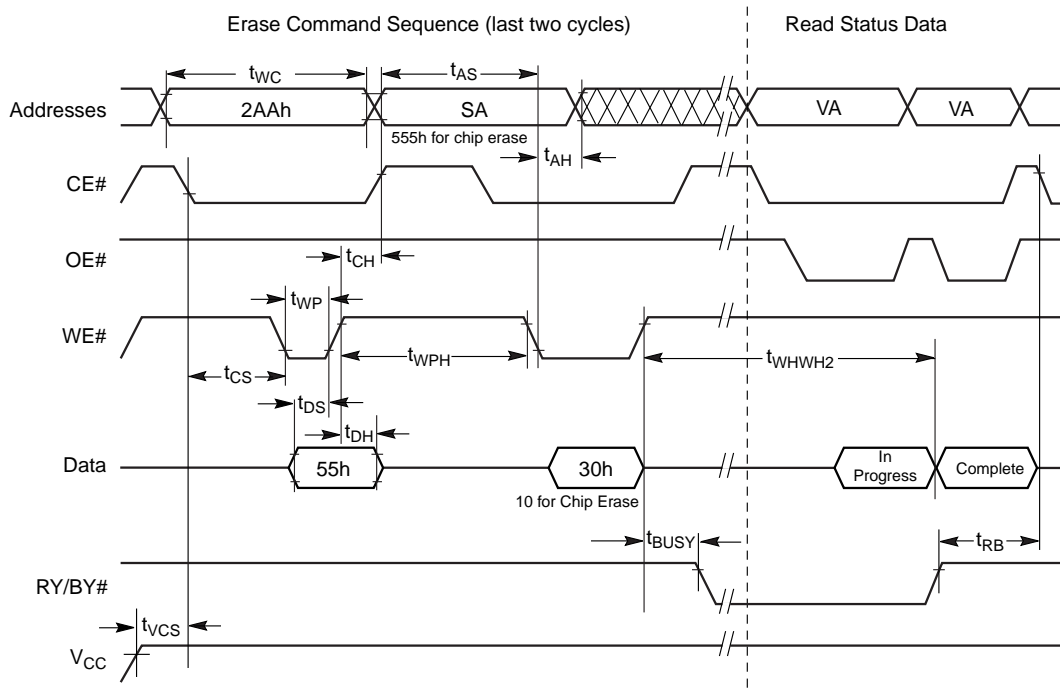 Erase Command Sequence (last two cycles)
Read Status Data
tWC
tAS
Addresses
2AAh
SA
VA
VA
555h for chip erase
tAH
CE#
OE#
tCH
tWP
WE#
tWPH
tWHWH2
tCS
tDS
tDH
Data
55h
30h
In
Progress
Complete
10 for Chip Erase
tBUSY
tRB
RY/BY#
tVCS
VCC